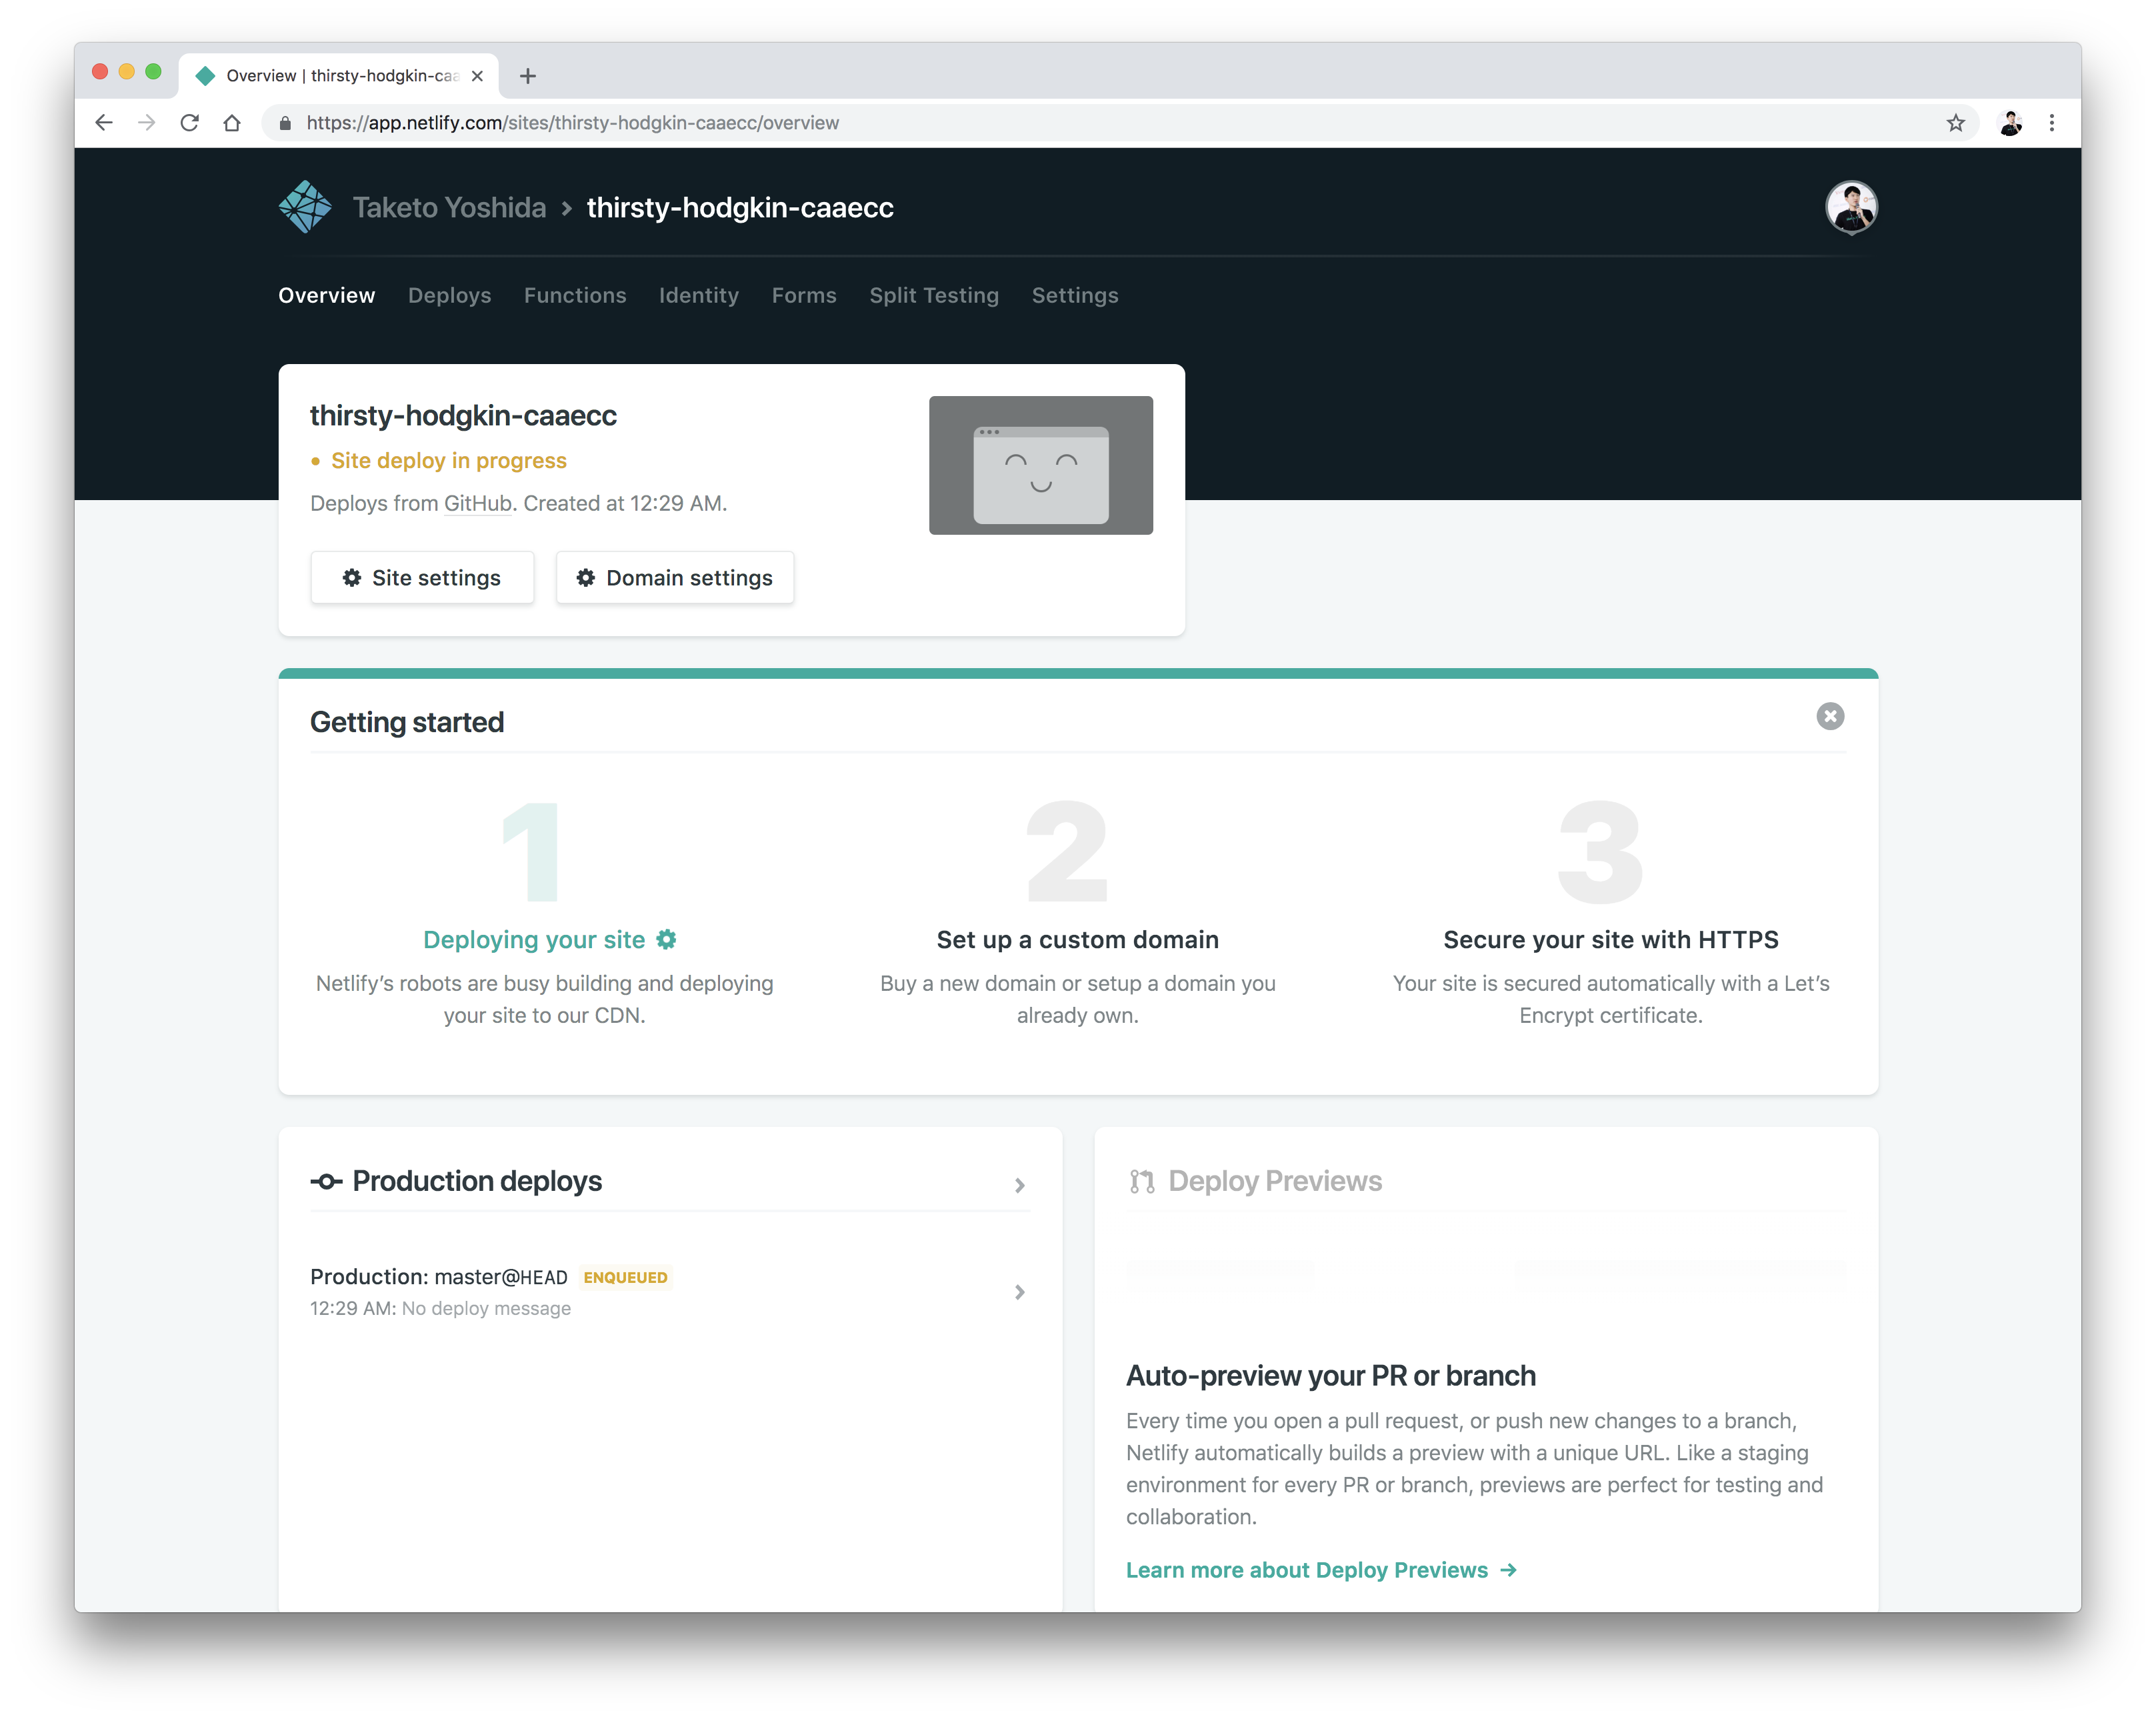 Overview | thirsty-hodgkin-caa
https://app.netlify.com/sites/thirsty-hodgkin-caaecc/overview
Taketo Yoshida > thirsty-hodgkin-caaecc
Overview Deploys Functions Identity Forms Split Testing Settings
thirsty-hodgkin-caaecc
• Site deploy in progress
Deploys from GitHub. Created at 12:29 AM.
Site settings Domain settings
Getting started
1
Deploying your site
Netlify’s robots are busy building and deploying
your site to our CDN.
2
Set up a custom domain
Buy a new domain or setup a domain you
already own.
3
Secure your site with HTTPS
Your site is secured automatically with a Let’s
Encrypt certificate.
Production deploys
Production: master@HEAD ENQUEUED
12:29 AM: No deploy message
Deploy Previews
Auto-preview your PR or branch
Every time you open a pull request, or push new changes to a branch,
Netlify automatically builds a preview with a unique URL. Like a staging
environment for every PR or branch, previews are perfect for testing and
collaboration.
Learn more about Deploy Previews →